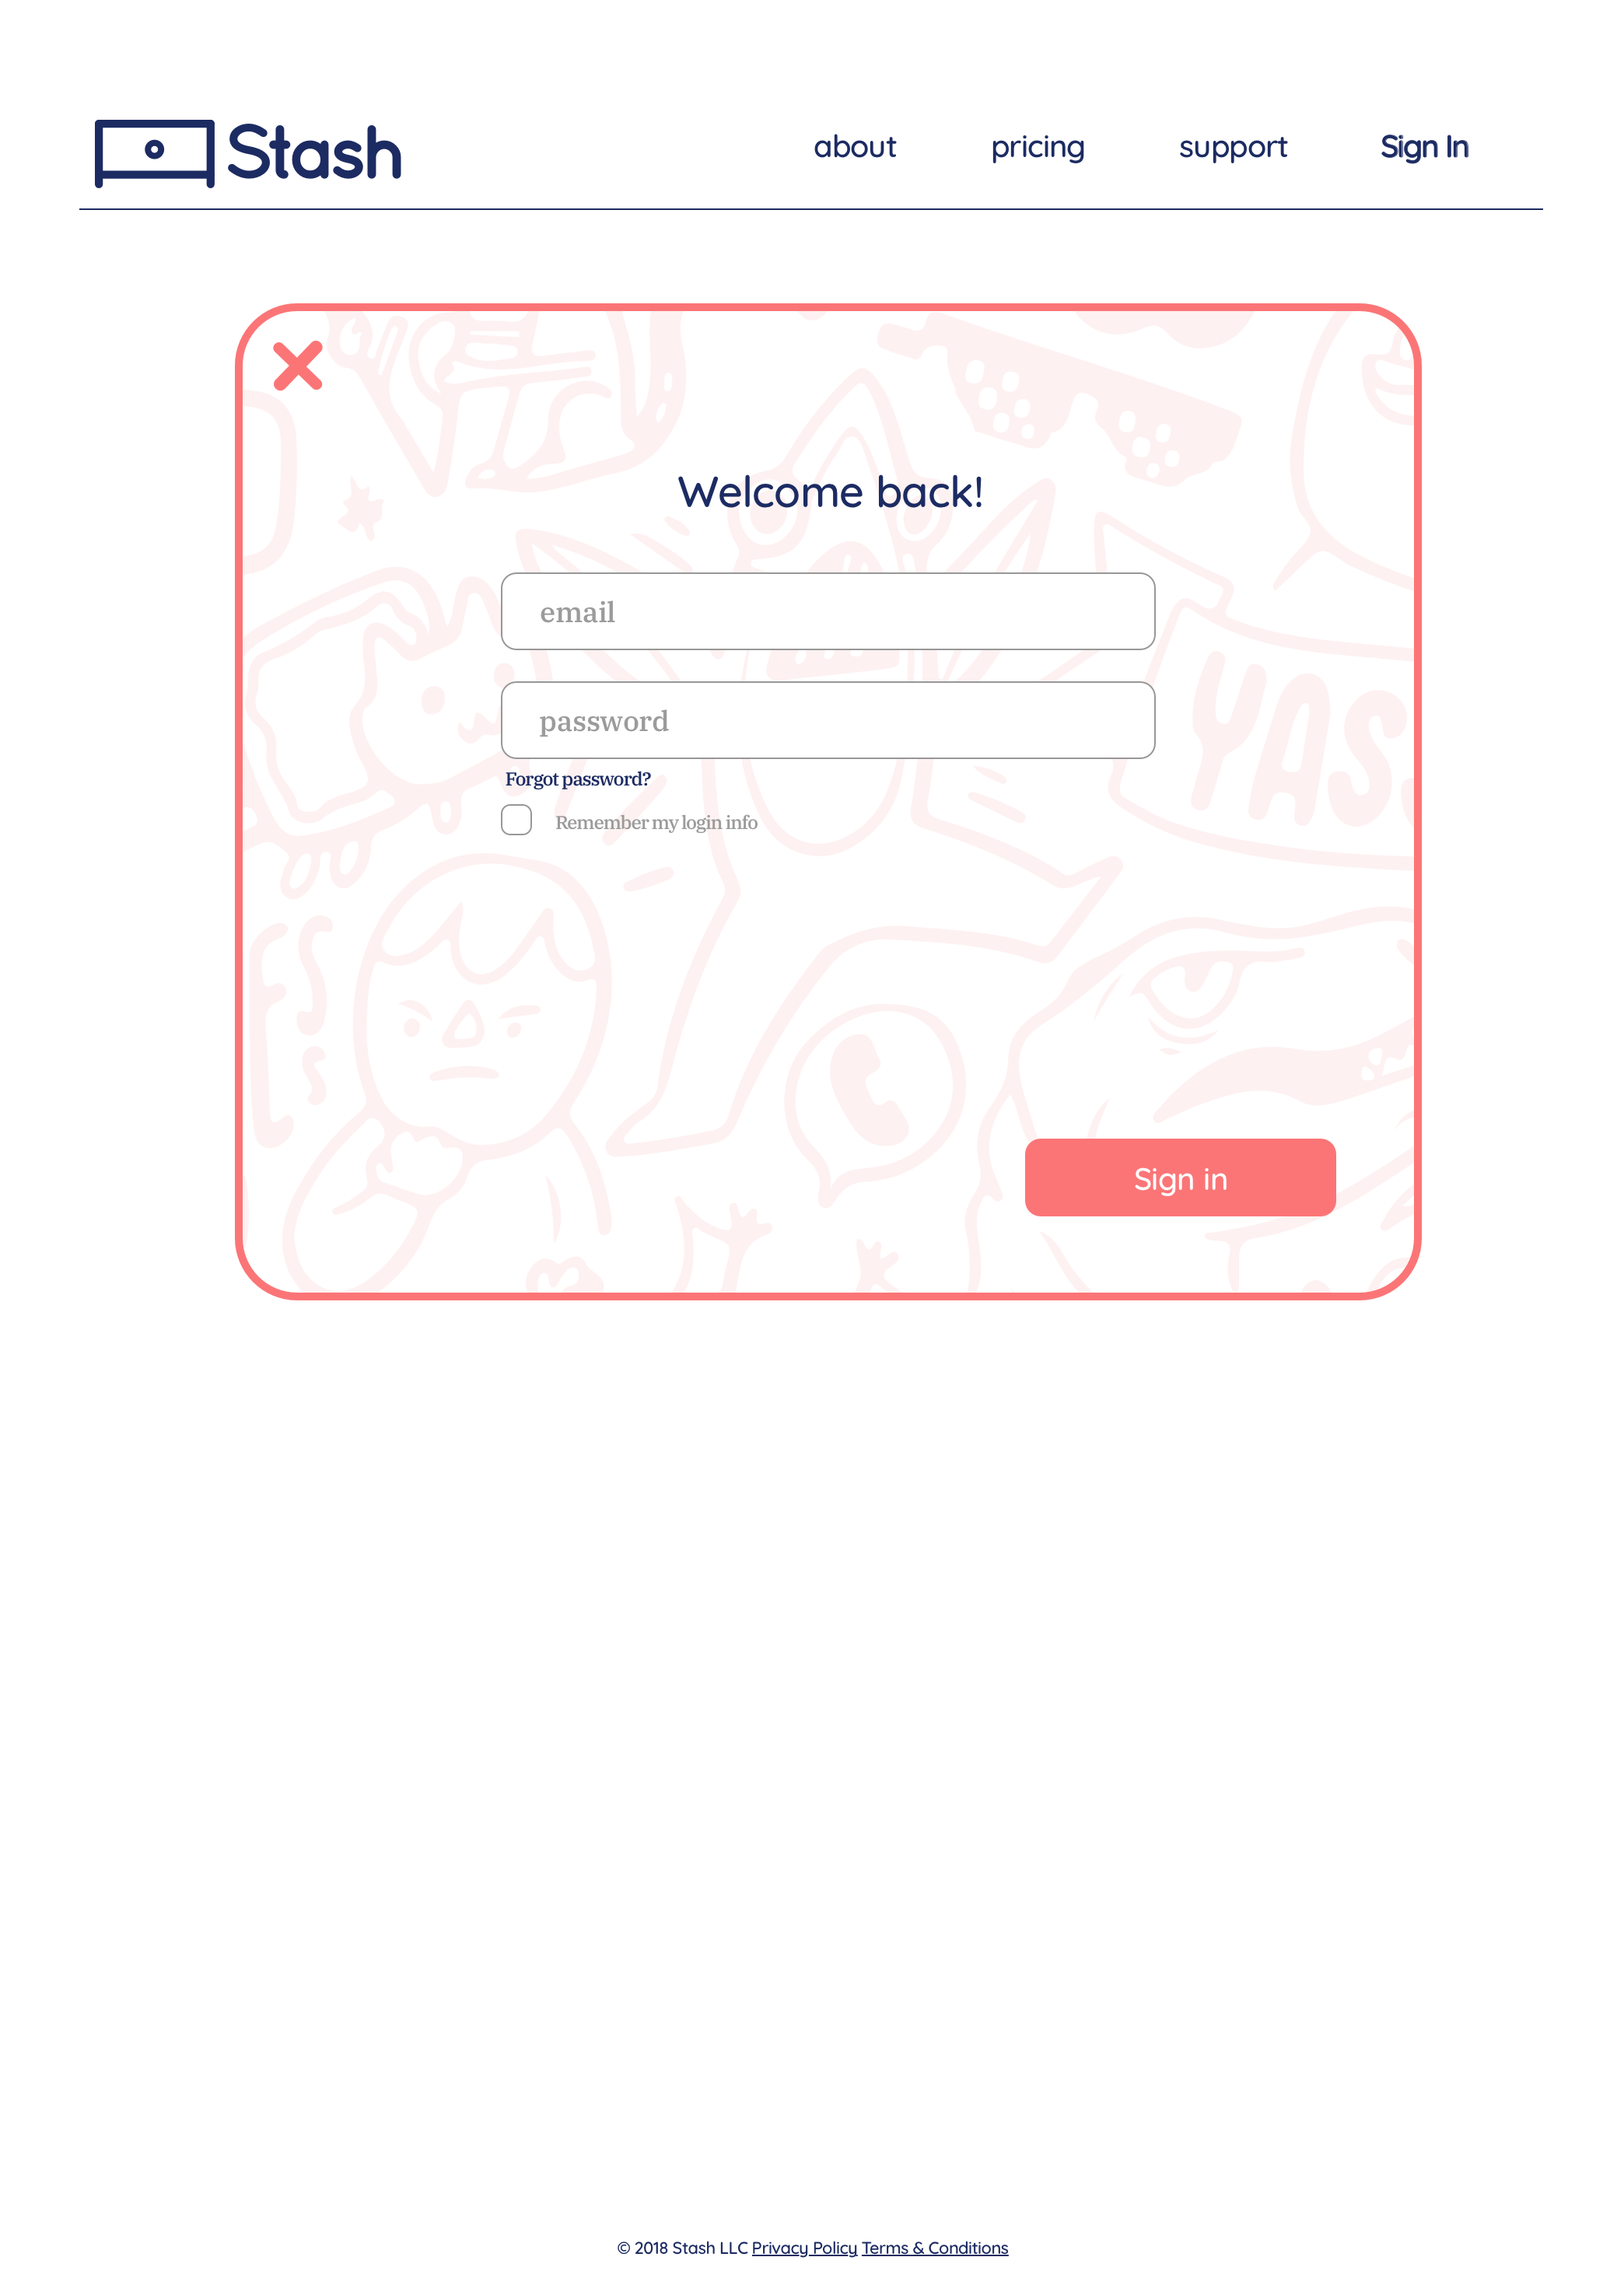 Stash
about pricing support Sign In
Welcome back!
email
YAS
password
Forgot password?
Remember my login info
Sign in
© 2018 Stash LLC Privacy Policy Terms & Conditions